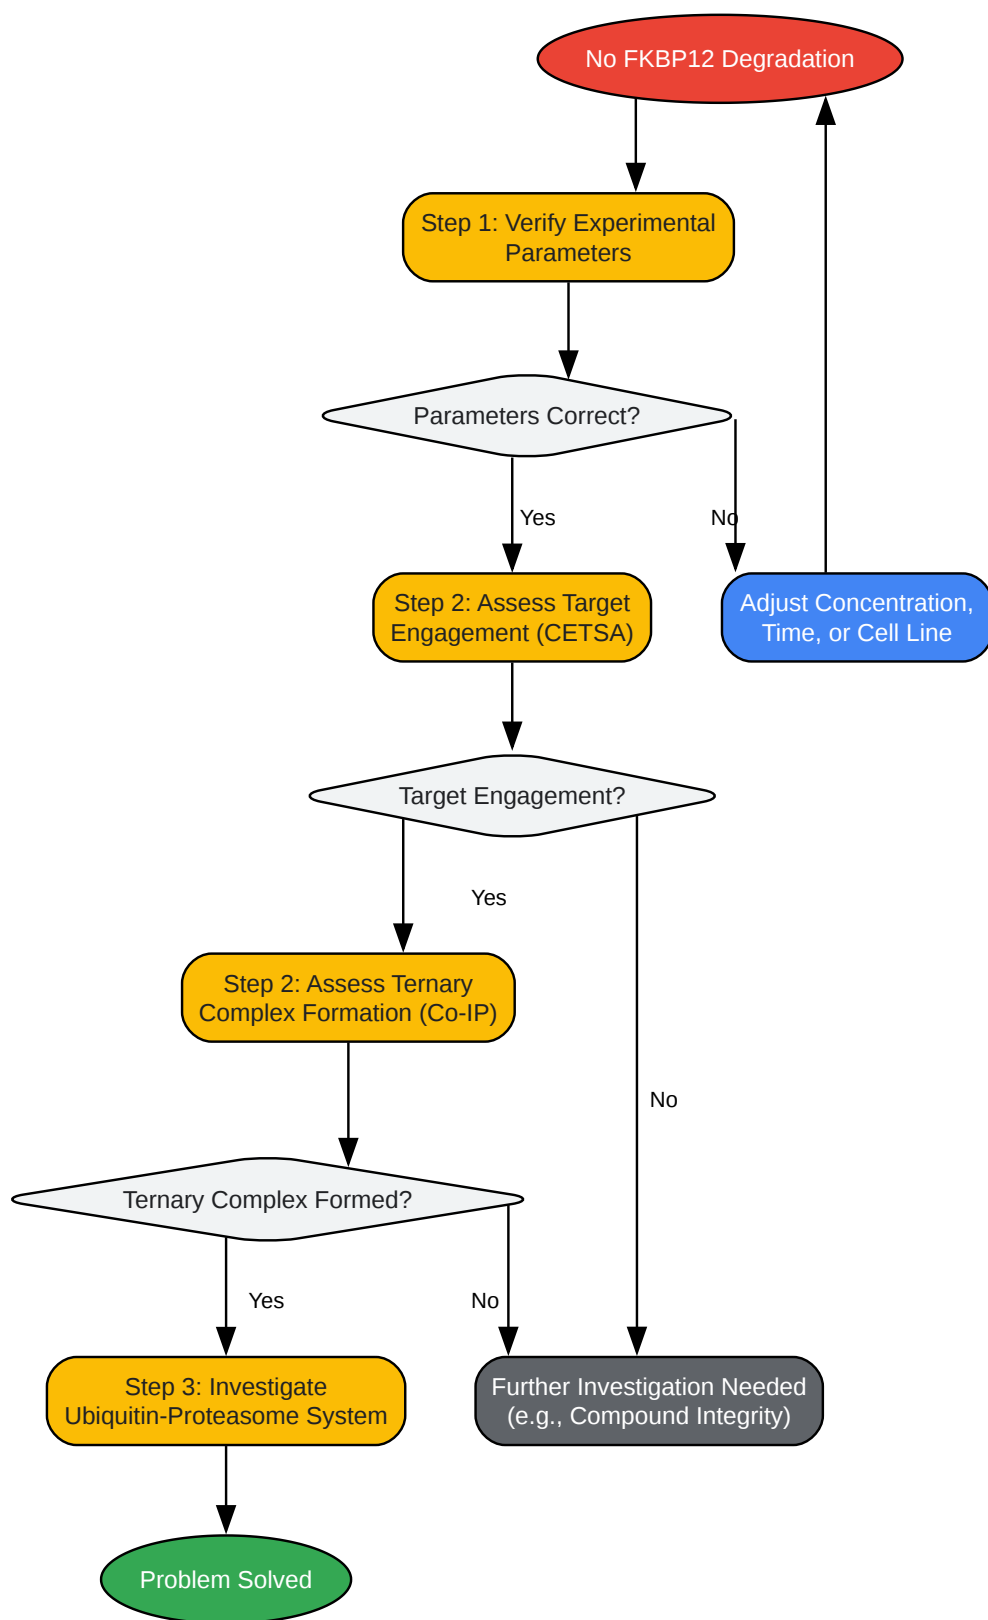 No FKBP12 Degradation
Step 1: Verify Experimental
Parameters
Parameters Correct?
Yes
No
Step 2: Assess Target
Engagement (CETSA)
Adjust Concentration,
Time, or Cell Line
Target Engagement?
Yes
Step 2: Assess Ternary
Complex Formation (Co-IP)
No
Ternary Complex Formed?
Yes
No
Step 3: Investigate
Ubiquitin-Proteasome System
Further Investigation Needed
(e.g., Compound Integrity)
Problem Solved